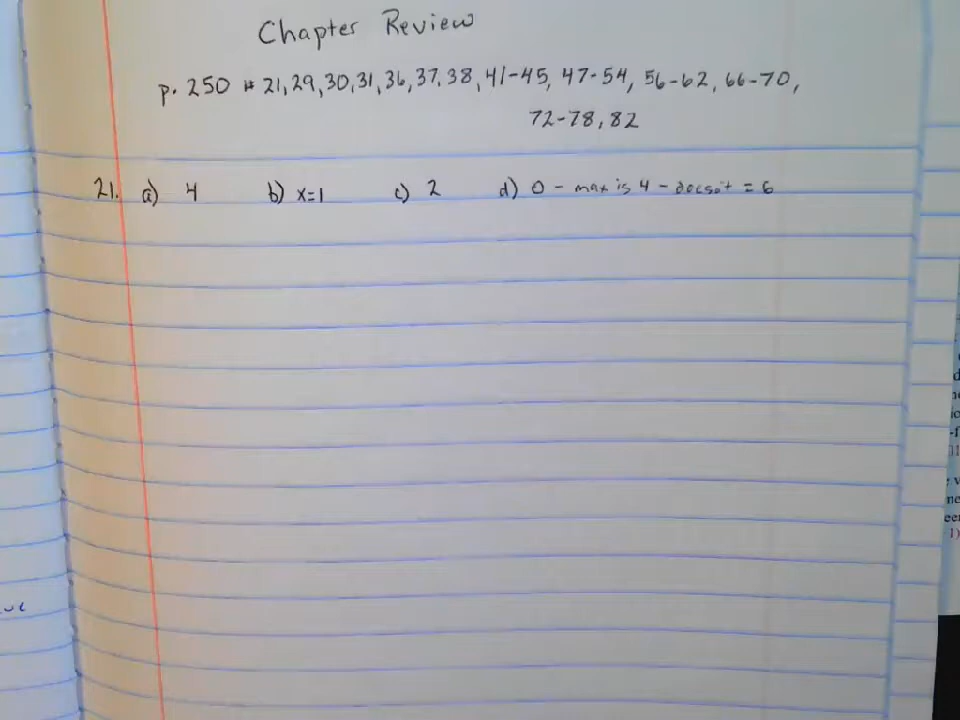 Chapter Review
p. 250 # 21, 29, 30, 31, 36, 37, 38, 41-45, 47-54, 56-62, 66-70,
72-78, 82
21. a) 4 b) x=1 c) 2 d) 0 - max is 4 - doesn't = 6